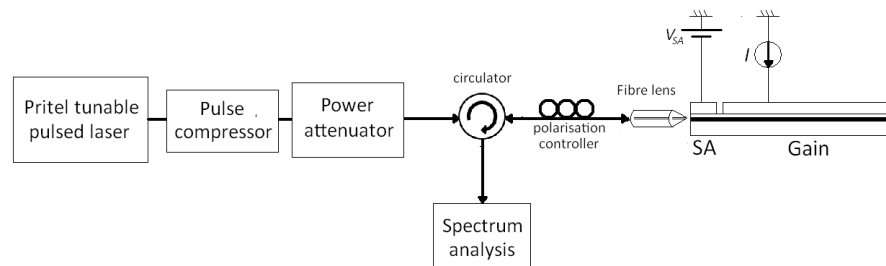 Pritel tunable
pulsed laser
Pulse
compressor
Power
attenuator
circulator
polarisation
controller
Fibre lens
V_SA
I
SA
Gain
Spectrum
analysis